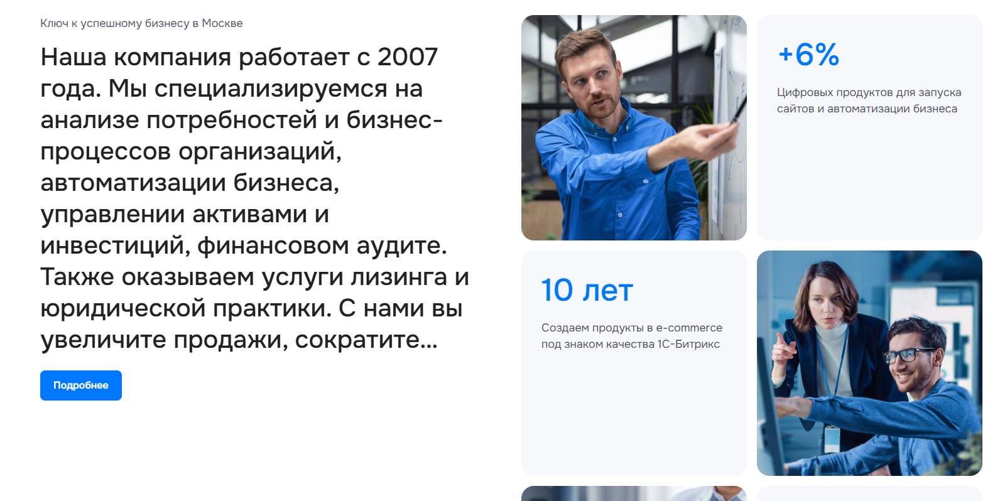 Ключ к успешному бизнесу в Москве
Наша компания работает с 2007
года. Мы специализируемся на
анализе потребностей и бизнес-
процессов организаций,
автоматизации бизнеса,
управлении активами и
инвестиций, финансовом аудите.
Также оказываем услуги лизинга и
юридической практики. С нами вы
увеличите продажи, сократите...
Подробнее
+6%
Цифровых продуктов для запуска
сайтов и автоматизации бизнеса
10 лет
Создаем продукты в e-commerce
под знаком качества 1С-Битрикс